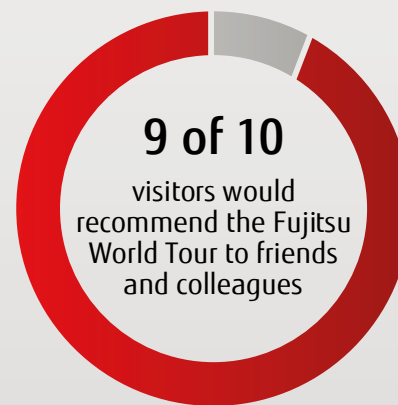 9 of 10
visitors would
recommend the Fujitsu
World Tour to friends
and colleagues